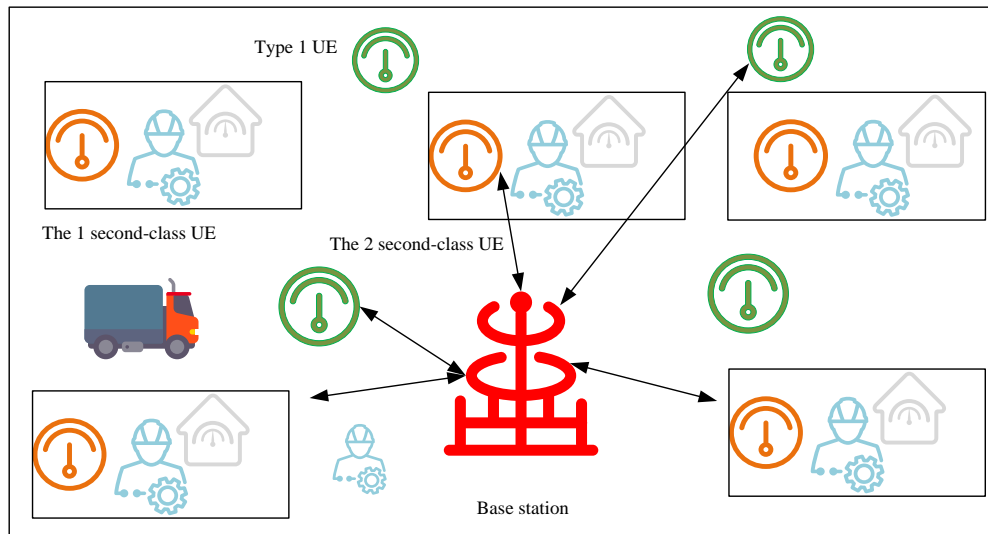 Type 1 UE
The 1 second-class UE
The 2 second-class UE
Base station